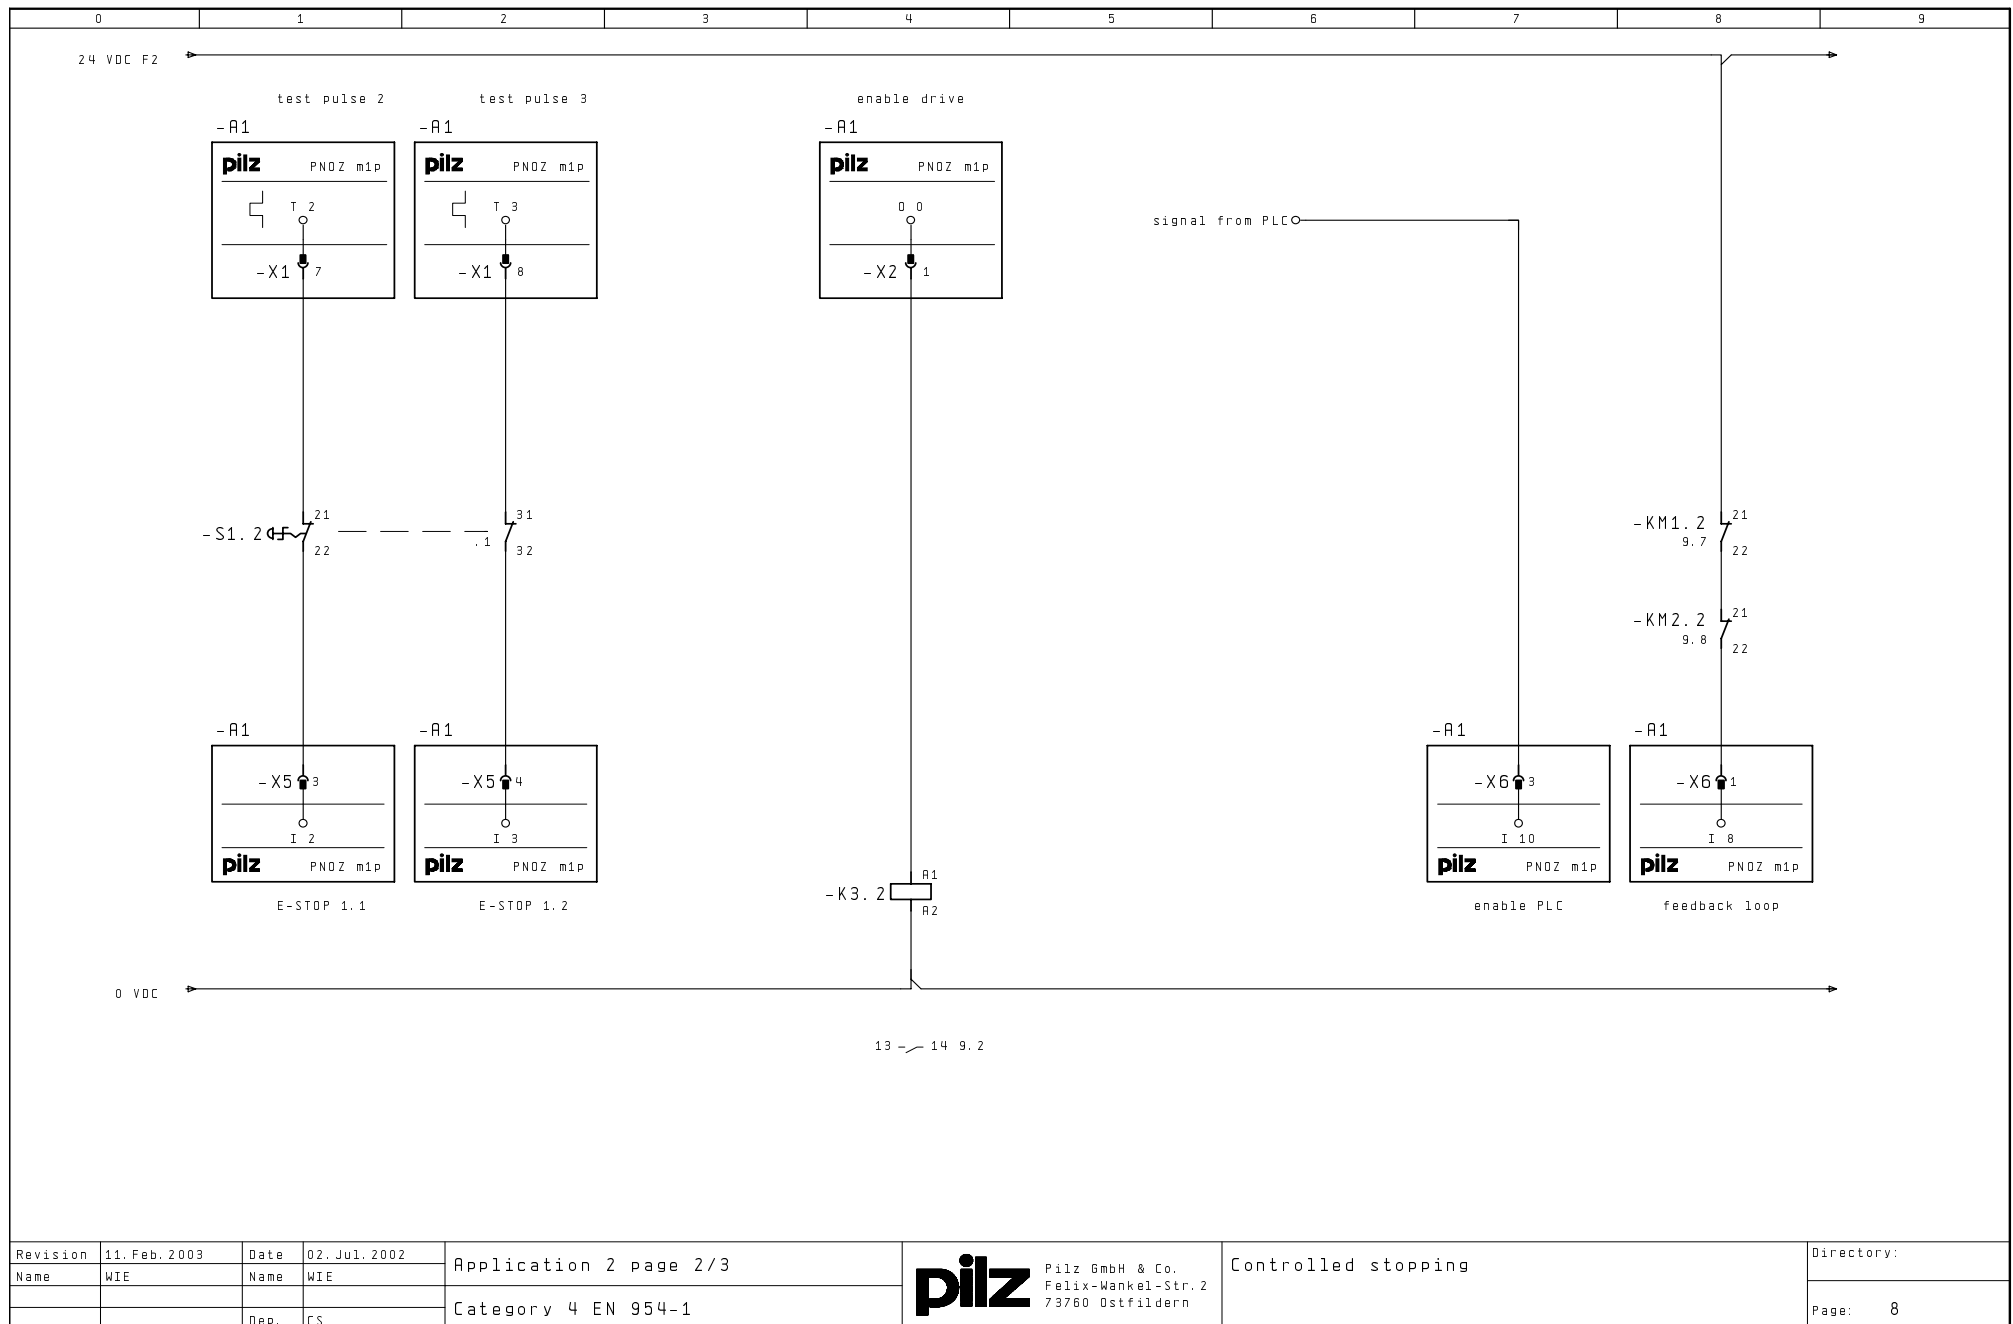 0 1 2 3 4 5 6 7 8 9
24 VDC F2
test pulse 2 test pulse 3 enable drive
-A1 -A1 -A1
pilz PNOZ m1p pilz PNOZ m1p pilz PNOZ m1p
T 2 T 3 O 0
signal from PLC
-X1 7 -X1 8 -X2 1
21 31 21
-S1.2 -KM1.2
.1 9.7
22 32 22
21
-KM2.2
9.8
22
-A1 -A1 -A1 -A1
-X5 3 -X5 4 -X6 3 -X6 1
I 2 I 3 I 10 I 8
pilz PNOZ m1p pilz PNOZ m1p pilz PNOZ m1p pilz PNOZ m1p
A1
-K3.2
A2
E-STOP 1.1 E-STOP 1.2 enable PLC feedback loop
0 VDC
13 14 9.2
Revision 11.Feb.2003 Date 02.Jul.2002
Name WIE Name WIE
Dep. CS
Application 2 page 2/3
Category 4 EN 954-1
pilz
Pilz GmbH & Co.
Felix-Wankel-Str.2
73760 Ostfildern
Controlled stopping
Directory:
Page: 8